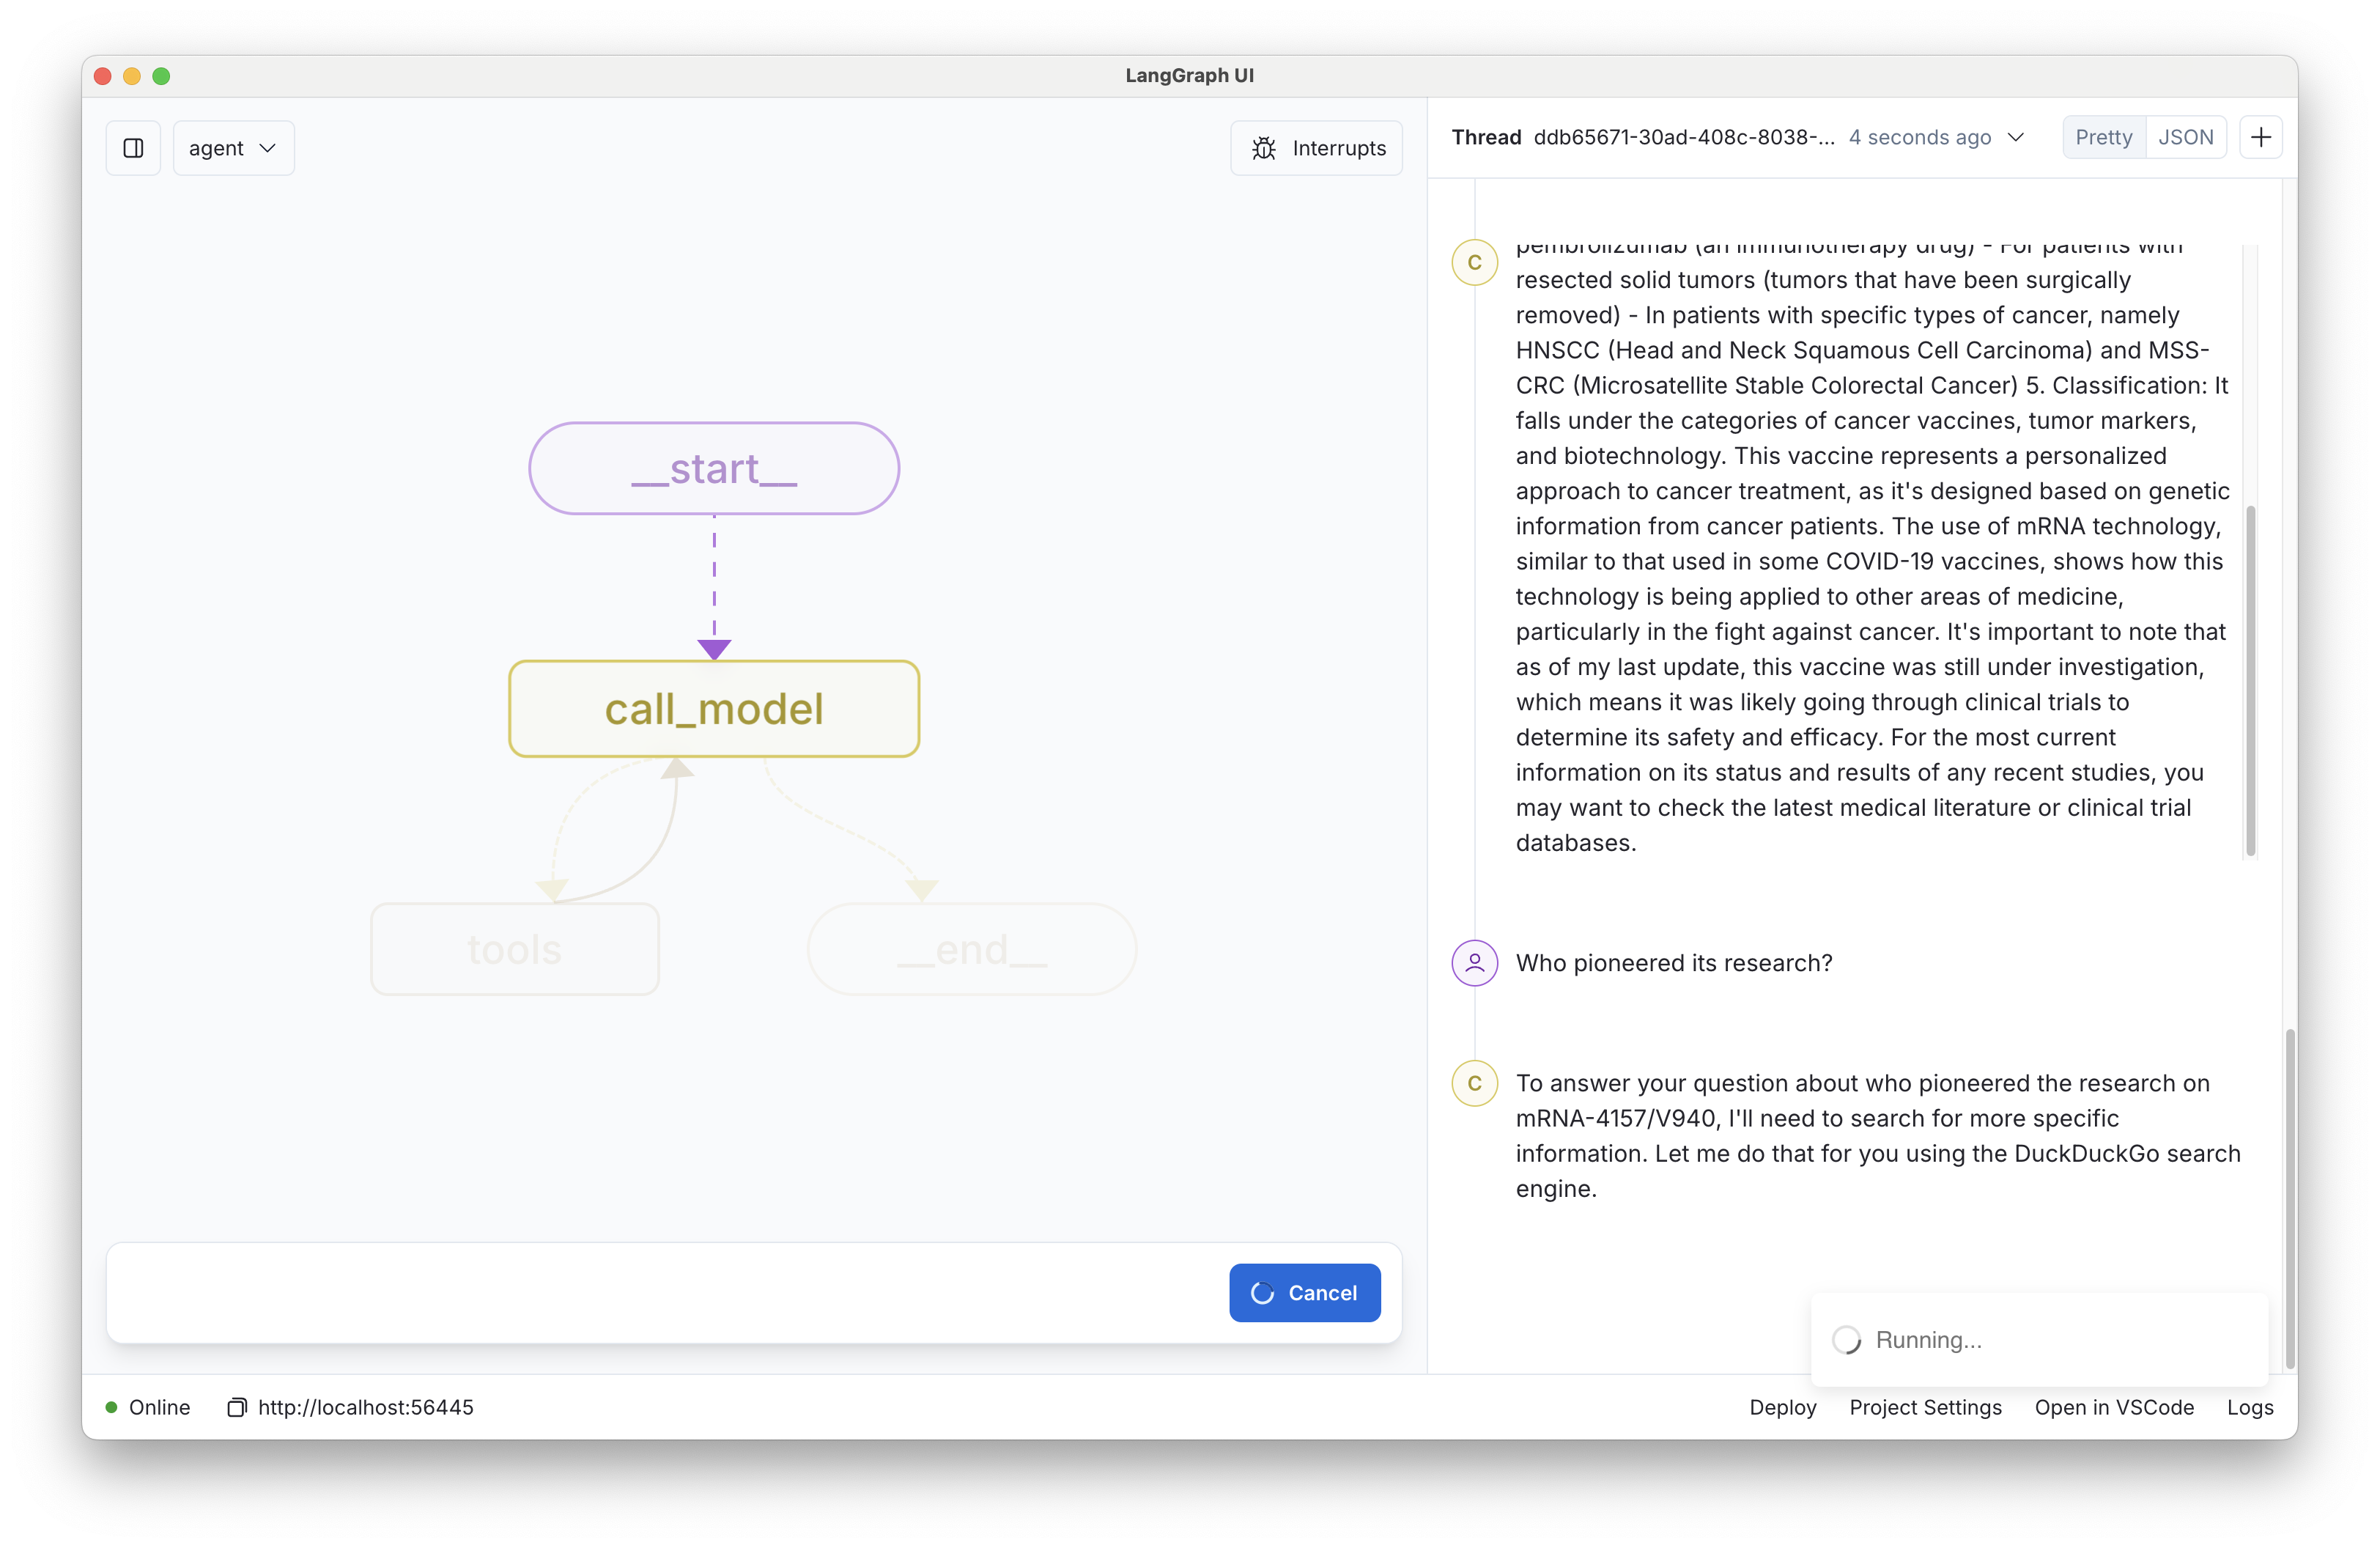 LangGraph UI
agent
Interrupts
__start__
call_model
tools
__end__
Cancel
Thread ddb65671-30ad-408c-8038-... 4 seconds ago
Pretty JSON
C
pembrolizumab (an immunotherapy drug) - For patients with
resected solid tumors (tumors that have been surgically
removed) - In patients with specific types of cancer, namely
HNSCC (Head and Neck Squamous Cell Carcinoma) and MSS-
CRC (Microsatellite Stable Colorectal Cancer) 5. Classification: It
falls under the categories of cancer vaccines, tumor markers,
and biotechnology. This vaccine represents a personalized
approach to cancer treatment, as it's designed based on genetic
information from cancer patients. The use of mRNA technology,
similar to that used in some COVID-19 vaccines, shows how this
technology is being applied to other areas of medicine,
particularly in the fight against cancer. It's important to note that
as of my last update, this vaccine was still under investigation,
which means it was likely going through clinical trials to
determine its safety and efficacy. For the most current
information on its status and results of any recent studies, you
may want to check the latest medical literature or clinical trial
databases.
Who pioneered its research?
C
To answer your question about who pioneered the research on
mRNA-4157/V940, I'll need to search for more specific
information. Let me do that for you using the DuckDuckGo search
engine.
Running...
Online http://localhost:56445
Deploy Project Settings Open in VSCode Logs